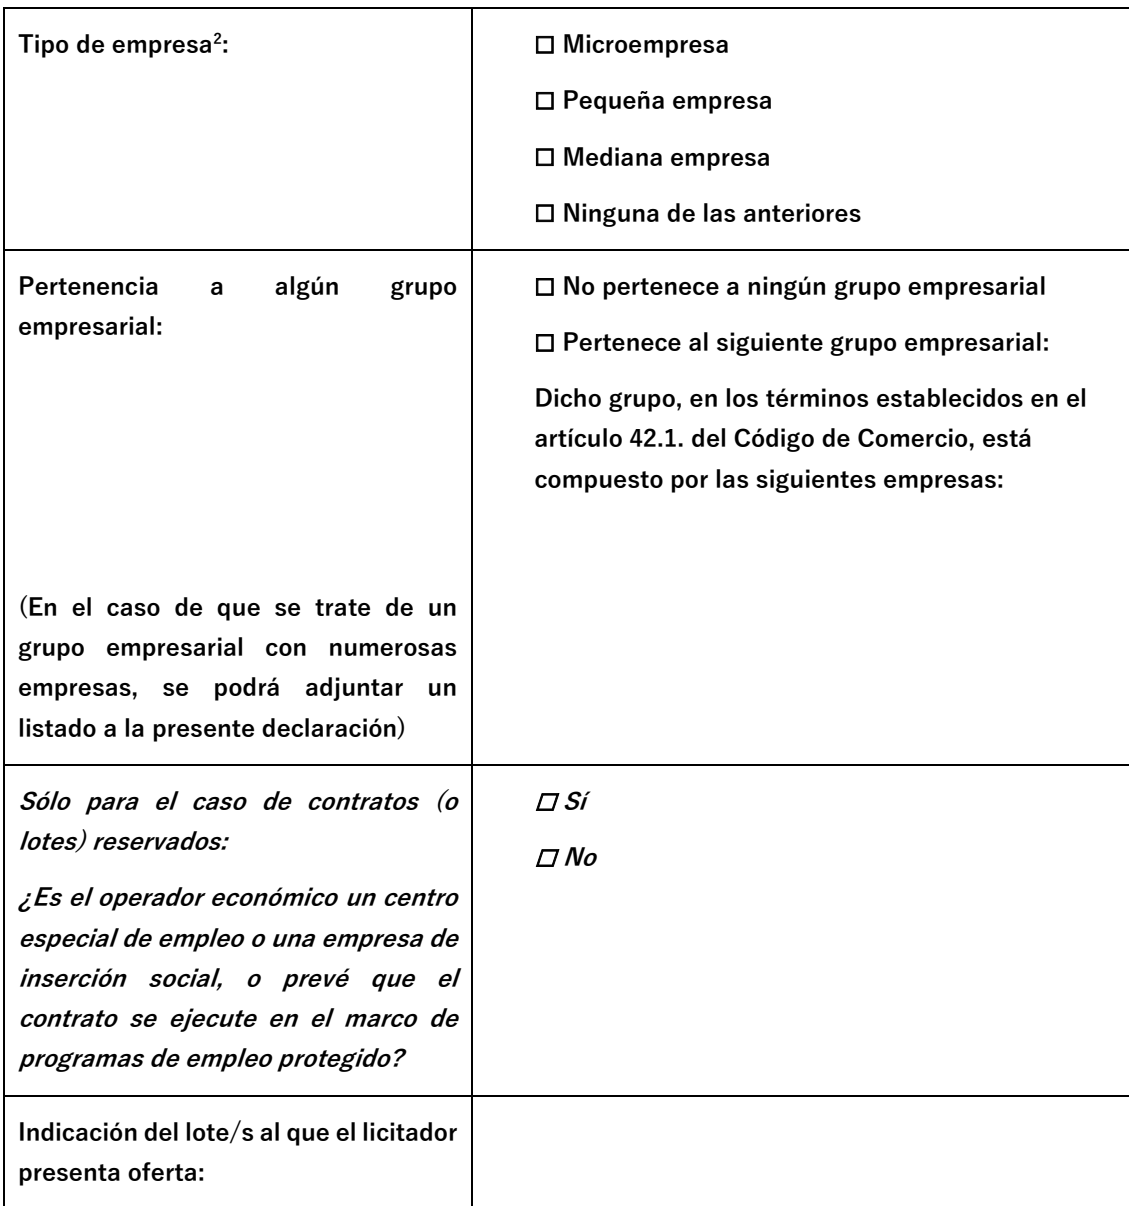 Tipo de empresa²:
☐ Microempresa
☐ Pequeña empresa
☐ Mediana empresa
☐ Ninguna de las anteriores
Pertenencia a algún grupo
empresarial:
(En el caso de que se trate de un
grupo empresarial con numerosas
empresas, se podrá adjuntar un
listado a la presente declaración)
☐ No pertenece a ningún grupo empresarial
☐ Pertenece al siguiente grupo empresarial:
Dicho grupo, en los términos establecidos en el
artículo 42.1. del Código de Comercio, está
compuesto por las siguientes empresas:
Sólo para el caso de contratos (o
lotes) reservados:
¿Es el operador económico un centro
especial de empleo o una empresa de
inserción social, o prevé que el
contrato se ejecute en el marco de
programas de empleo protegido?
☐ Sí
☐ No
Indicación del lote/s al que el licitador
presenta oferta: